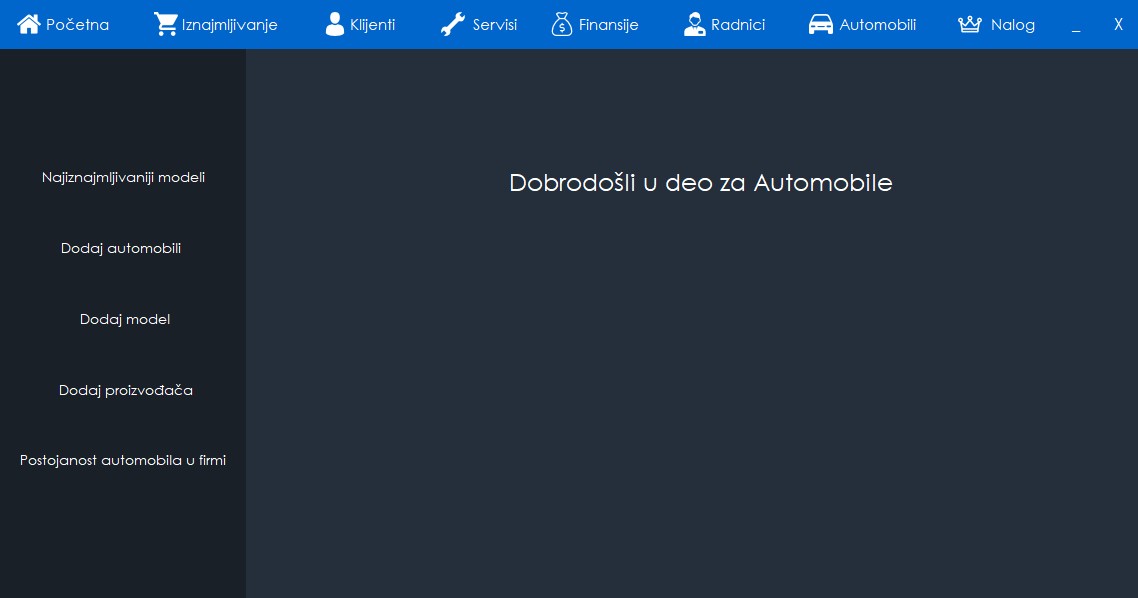 Početna Iznajmljivanje Klijenti Servisi Finansije Radnici Automobili Nalog _ X
Najiznajmljivaniji modeli
Dobrodošli u deo za Automobile
Dodaj automobili
Dodaj model
Dodaj proizvođača
Postojanost automobila u firmi